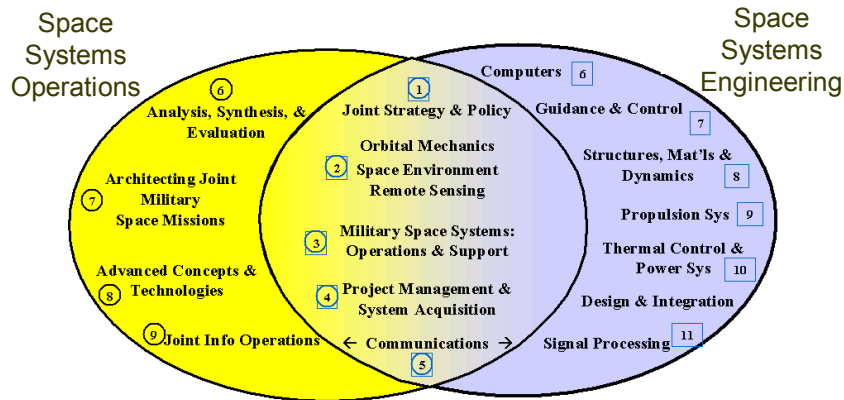 Space
Systems
Operations
Space
Systems
Engineering
6
Analysis, Synthesis, &
Evaluation
7
Architecting Joint
Military
Space Missions
Advanced Concepts &
Technologies
8
9
Joint Info Operations
1
Joint Strategy & Policy
Orbital Mechanics
2
Space Environment
Remote Sensing
3
Military Space Systems:
Operations & Support
4
Project Management &
System Acquisition
← Communications →
5
Computers 6
Guidance & Control
7
Structures, Mat'ls &
Dynamics 8
Propulsion Sys 9
Thermal Control &
Power Sys 10
Design & Integration
Signal Processing 11